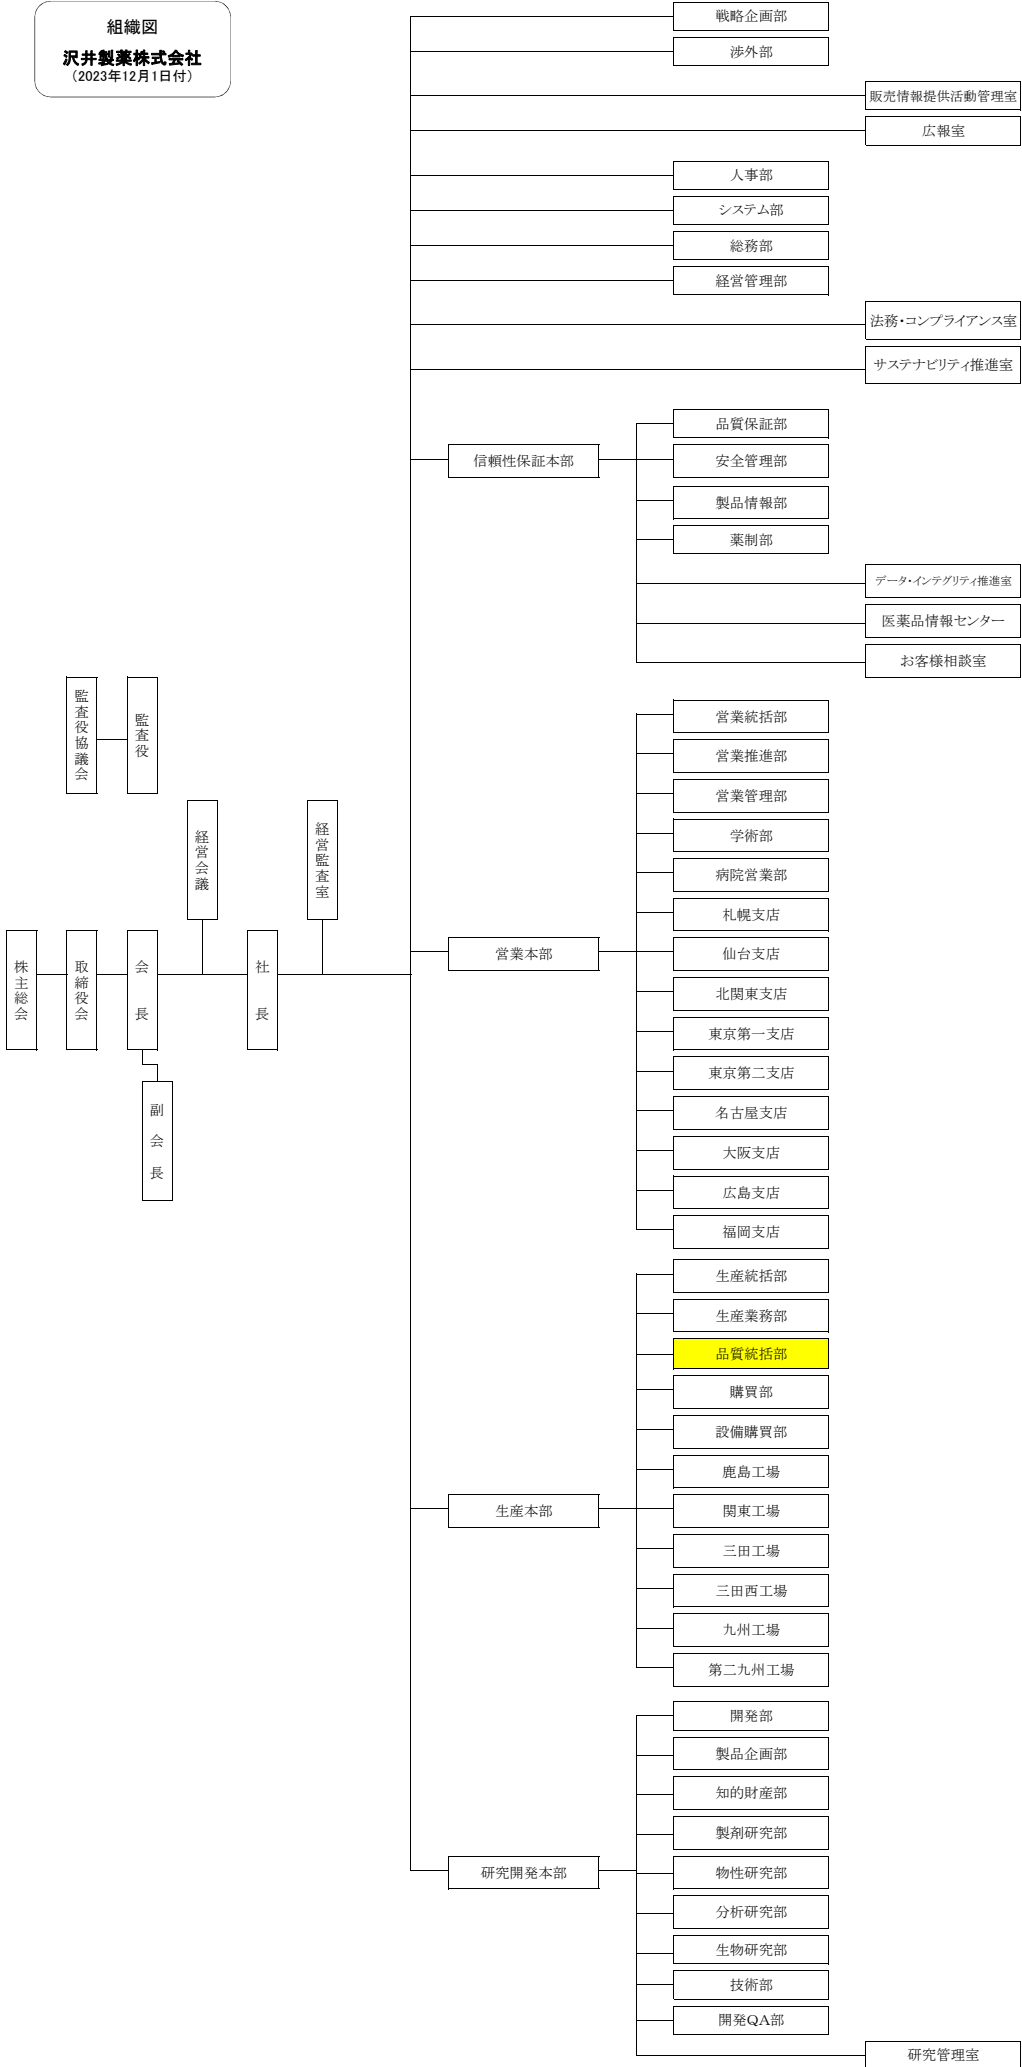 組織図
沢井製薬株式会社
（2023年12月1日付）
戦略企画部
渉外部
販売情報提供活動管理室
広報室
人事部
システム部
総務部
経営管理部
法務・コンプライアンス室
サステナビリティ推進室
信頼性保証本部
品質保証部
安全管理部
製品情報部
薬制部
データ・インテグリティ推進室
医薬品情報センター
お客様相談室
監査役協議会
監査役
経営会議
経営監査室
株主総会
取締役会
会長
社長
副会長
営業本部
営業統括部
営業推進部
営業管理部
学術部
病院営業部
札幌支店
仙台支店
北関東支店
東京第一支店
東京第二支店
名古屋支店
大阪支店
広島支店
福岡支店
生産本部
生産統括部
生産業務部
品質統括部
購買部
設備購買部
鹿島工場
関東工場
三田工場
三田西工場
九州工場
第二九州工場
研究開発本部
開発部
製品企画部
知的財産部
製剤研究部
物性研究部
分析研究部
生物研究部
技術部
開発QA部
研究管理室